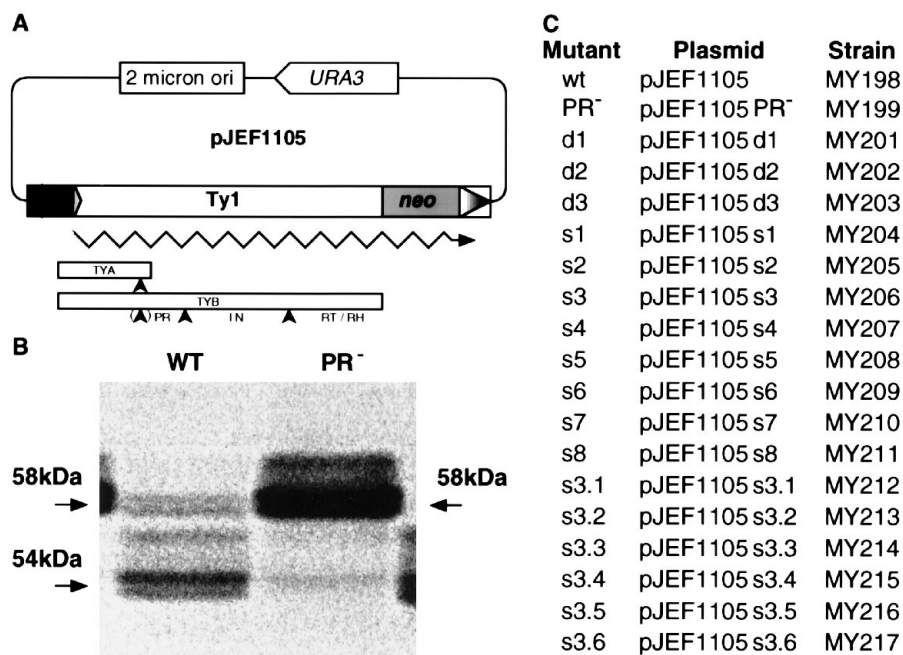 A
2 micron ori
URA3
pJEF1105
Ty1
neo
TYA
TYB
( ) PR IN RT / RH
B
WT PR⁻
58kDa
58kDa
54kDa
C
Mutant Plasmid Strain
wt pJEF1105 MY198
PR⁻ pJEF1105 PR⁻ MY199
d1 pJEF1105 d1 MY201
d2 pJEF1105 d2 MY202
d3 pJEF1105 d3 MY203
s1 pJEF1105 s1 MY204
s2 pJEF1105 s2 MY205
s3 pJEF1105 s3 MY206
s4 pJEF1105 s4 MY207
s5 pJEF1105 s5 MY208
s6 pJEF1105 s6 MY209
s7 pJEF1105 s7 MY210
s8 pJEF1105 s8 MY211
s3.1 pJEF1105 s3.1 MY212
s3.2 pJEF1105 s3.2 MY213
s3.3 pJEF1105 s3.3 MY214
s3.4 pJEF1105 s3.4 MY215
s3.5 pJEF1105 s3.5 MY216
s3.6 pJEF1105 s3.6 MY217